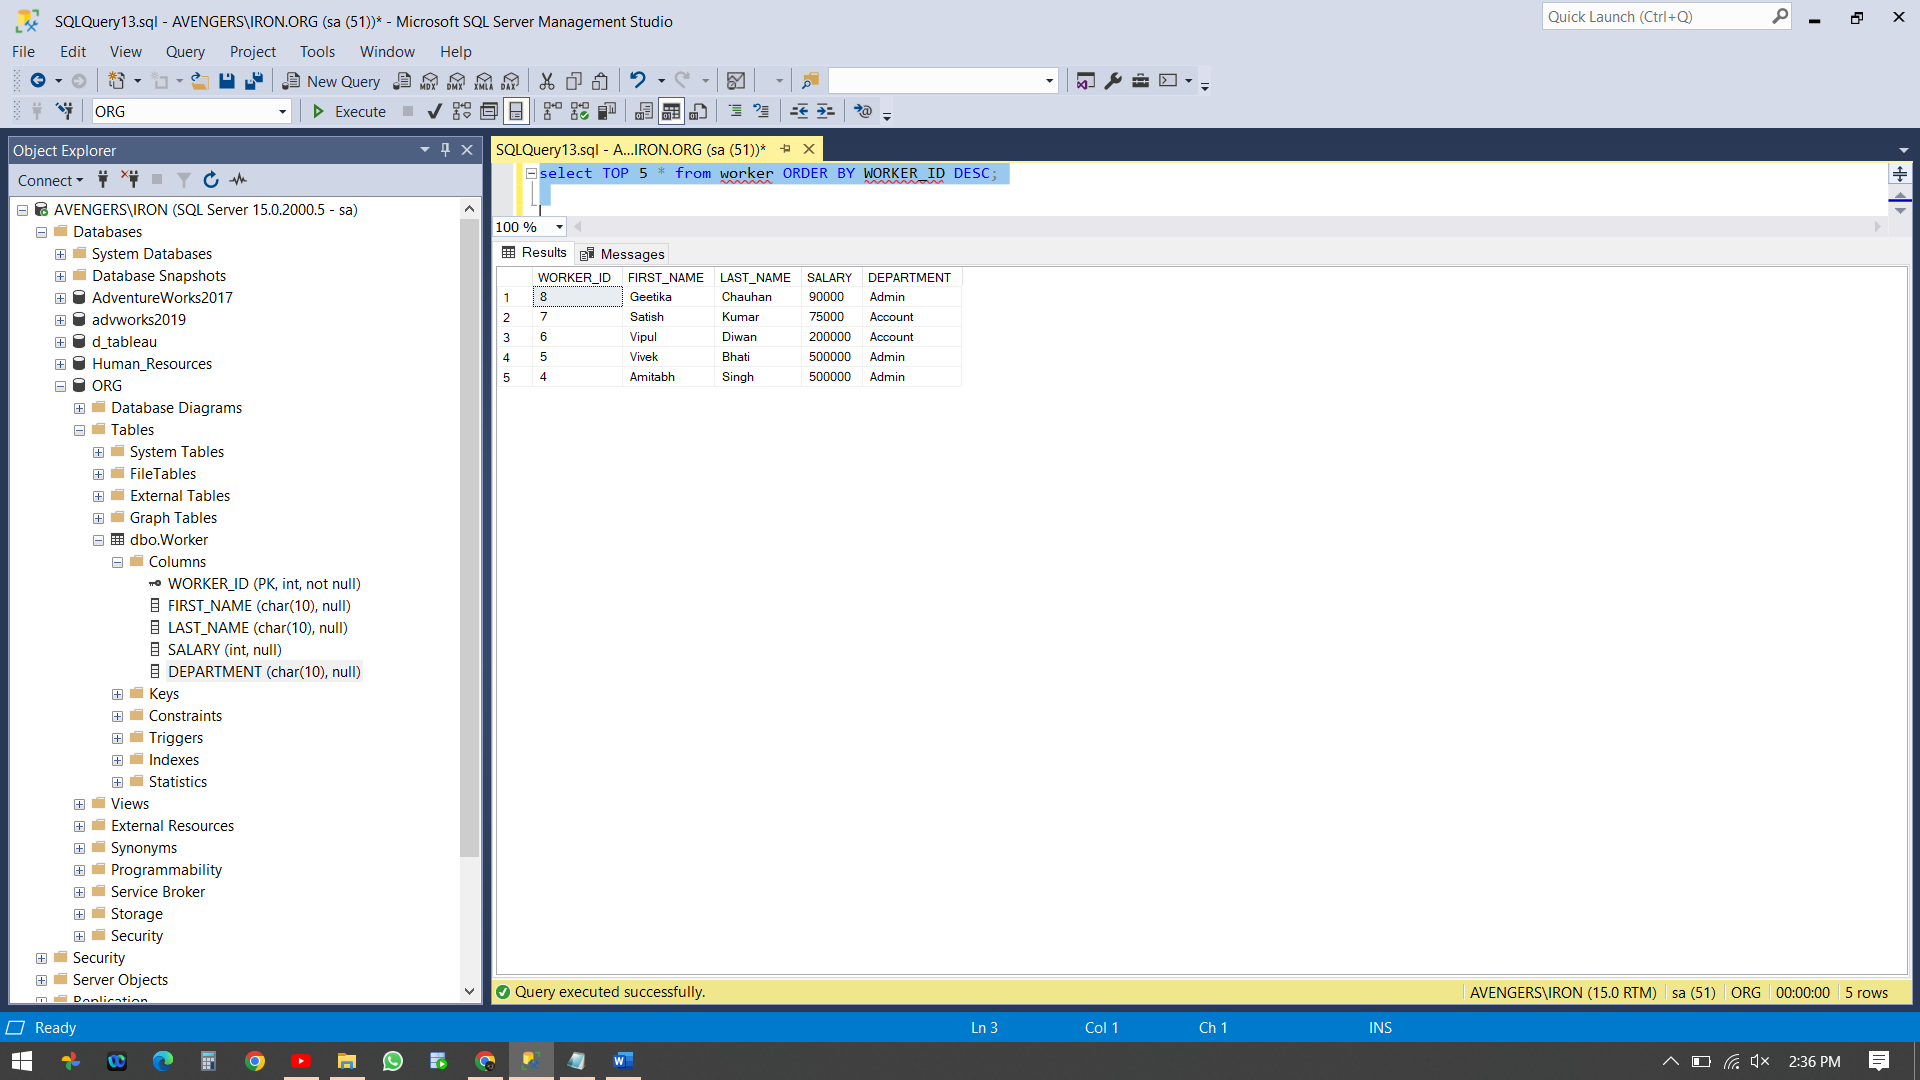 SQLQuery13.sql - AVENGERS\IRON.ORG (sa (51))* - Microsoft SQL Server Management Studio
Quick Launch (Ctrl+Q)
File Edit View Query Project Tools Window Help
New Query MDX DMX XMLA DAX
ORG Execute
Object Explorer
Connect
AVENGERS\IRON (SQL Server 15.0.2000.5 - sa)
Databases
System Databases
Database Snapshots
AdventureWorks2017
advworks2019
d_tableau
Human_Resources
ORG
Database Diagrams
Tables
System Tables
FileTables
External Tables
Graph Tables
dbo.Worker
Columns
WORKER_ID (PK, int, not null)
FIRST_NAME (char(10), null)
LAST_NAME (char(10), null)
SALARY (int, null)
DEPARTMENT (char(10), null)
Keys
Constraints
Triggers
Indexes
Statistics
Views
External Resources
Synonyms
Programmability
Service Broker
Storage
Security
Security
Server Objects
Replication
SQLQuery13.sql - A...IRON.ORG (sa (51))*
select TOP 5 * from worker ORDER BY WORKER_ID DESC;
100 %
Results Messages
WORKER_ID FIRST_NAME LAST_NAME SALARY DEPARTMENT
1 8 Geetika Chauhan 90000 Admin
2 7 Satish Kumar 75000 Account
3 6 Vipul Diwan 200000 Account
4 5 Vivek Bhati 500000 Admin
5 4 Amitabh Singh 500000 Admin
Query executed successfully. AVENGERS\IRON (15.0 RTM) sa (51) ORG 00:00:00 5 rows
Ready Ln 3 Col 1 Ch 1 INS
2:36 PM